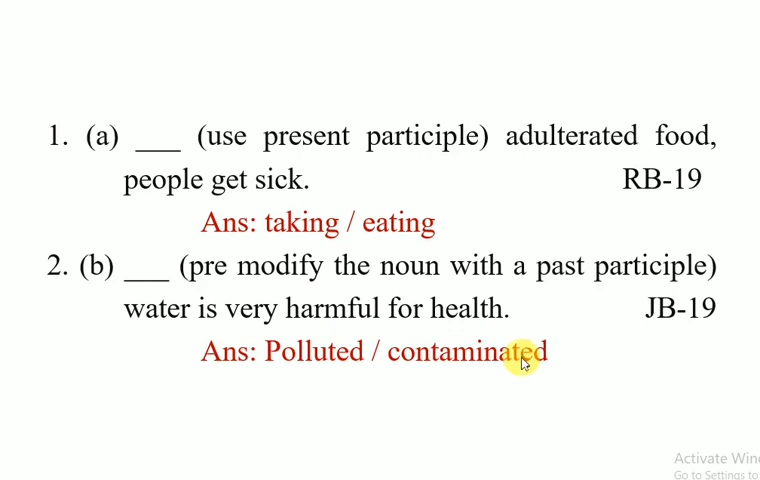 1. (a) ___ (use present participle) adulterated food,
people get sick. RB-19
Ans: taking / eating
2. (b) ___ (pre modify the noun with a past participle)
water is very harmful for health. JB-19
Ans: Polluted / contaminated
Activate Win
Go to Settings to